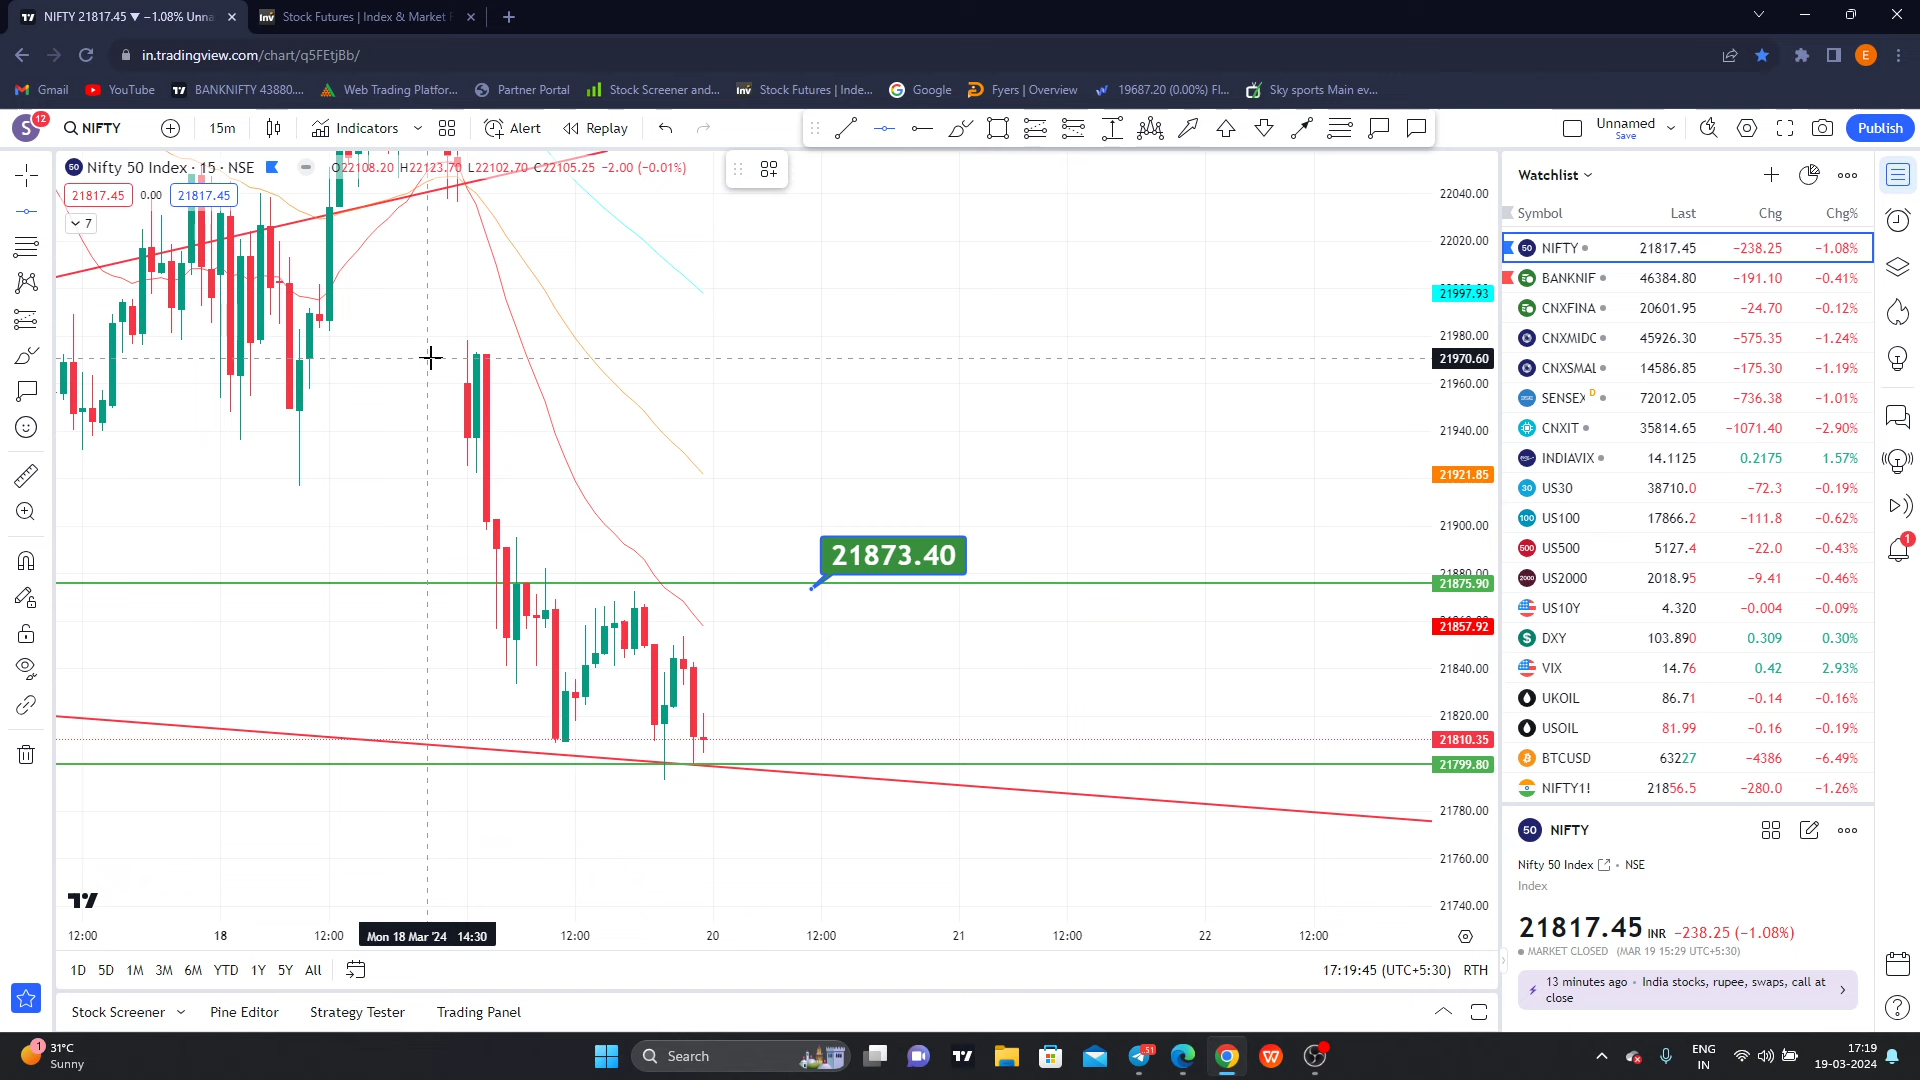 NIFTY 21817.45 ▼ −1.08% Unna
Stock Futures | Index & Market F
in.tradingview.com/chart/q5FEtjBb/
Gmail
YouTube
BANKNIFTY 43880....
Web Trading Platfor...
Partner Portal
Stock Screener and...
Stock Futures | Inde...
Google
Fyers | Overview
19687.20 (0.00%) Fl...
Sky sports Main ev...
S 12
NIFTY
15m
Indicators
Alert
Replay
Unnamed
Save
Publish
Nifty 50 Index · 15 · NSE
O22108.20 H22123.70 L22102.70 C22105.25 −2.00 (−0.01%)
21817.45 0.00 21817.45
7
22040.00
22020.00
21997.93
21980.00
21970.60
21960.00
21940.00
21921.85
21900.00
21873.40
21880.00
21875.90
21857.92
21840.00
21820.00
21810.35
21799.80
21780.00
21760.00
21740.00
12:00 18 12:00 Mon 18 Mar '24 14:30 12:00 20 12:00 21 12:00 22 12:00
1D 5D 1M 3M 6M YTD 1Y 5Y All
17:19:45 (UTC+5:30) RTH
Stock Screener
Pine Editor
Strategy Tester
Trading Panel
Watchlist
Symbol Last Chg Chg%
NIFTY 21817.45 −238.25 −1.08%
BANKNIF 46384.80 −191.10 −0.41%
CNXFINA 20601.95 −24.70 −0.12%
CNXMIDC 45926.30 −575.35 −1.24%
CNXSMAL 14586.85 −175.30 −1.19%
SENSEX D 72012.05 −736.38 −1.01%
CNXIT 35814.65 −1071.40 −2.90%
INDIAVIX 14.1125 0.2175 1.57%
US30 38710.0 −72.3 −0.19%
US100 17866.2 −111.8 −0.62%
US500 5127.4 −22.0 −0.43%
US2000 2018.95 −9.41 −0.46%
US10Y 4.320 −0.004 −0.09%
DXY 103.890 0.309 0.30%
VIX 14.76 0.42 2.93%
UKOIL 86.71 −0.14 −0.16%
USOIL 81.99 −0.16 −0.19%
BTCUSD 63227 −4386 −6.49%
NIFTY1! 21856.5 −280.0 −1.26%
50 NIFTY
Nifty 50 Index · NSE
Index
21817.45 INR −238.25 (−1.08%)
MARKET CLOSED (MAR 19 15:29 UTC+5:30)
13 minutes ago · India stocks, rupee, swaps, call at
close
31°C
Sunny
Search
ENG
IN
17:19
19-03-2024